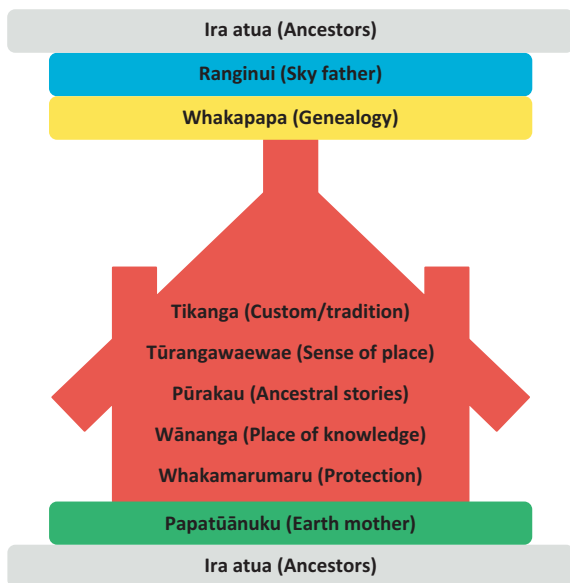 Ira atua (Ancestors)
Ranginui (Sky father)
Whakapapa (Genealogy)
Tikanga (Custom/tradition)
Tūrangawaewae (Sense of place)
Pūrakau (Ancestral stories)
Wānanga (Place of knowledge)
Whakamarumaru (Protection)
Papatūānuku (Earth mother)
Ira atua (Ancestors)